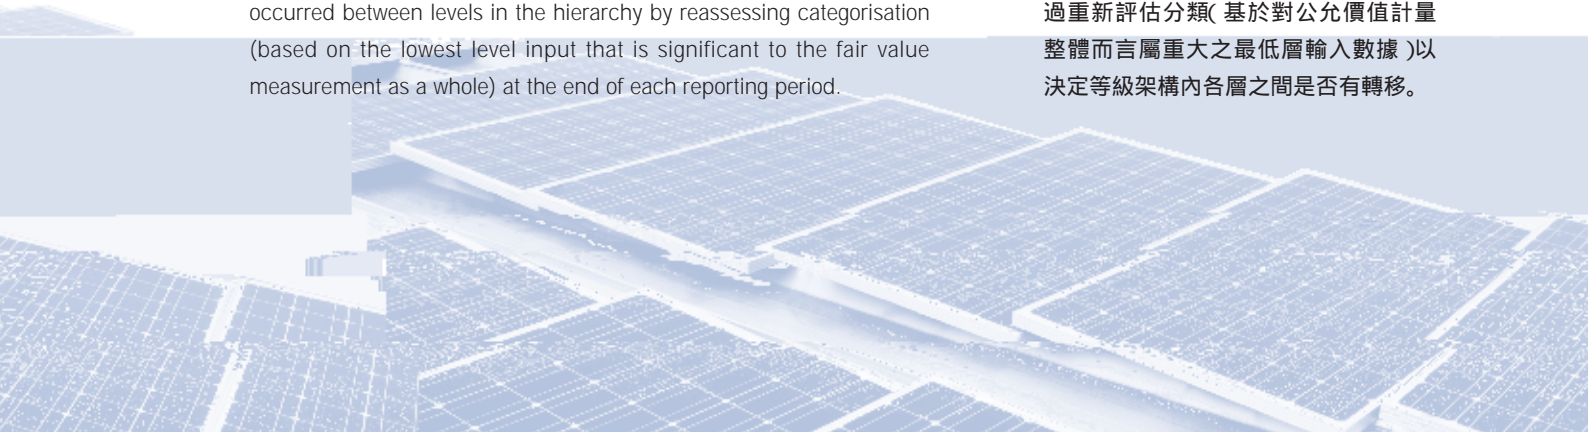 occurred between levels in the hierarchy by reassessing categorisation
(based on the lowest level input that is significant to the fair value
measurement as a whole) at the end of each reporting period.
過重新評估分類( 基於對公允價值計量
整體而言屬重大之最低層輸入數據 )以
決定等級架構內各層之間是否有轉移。